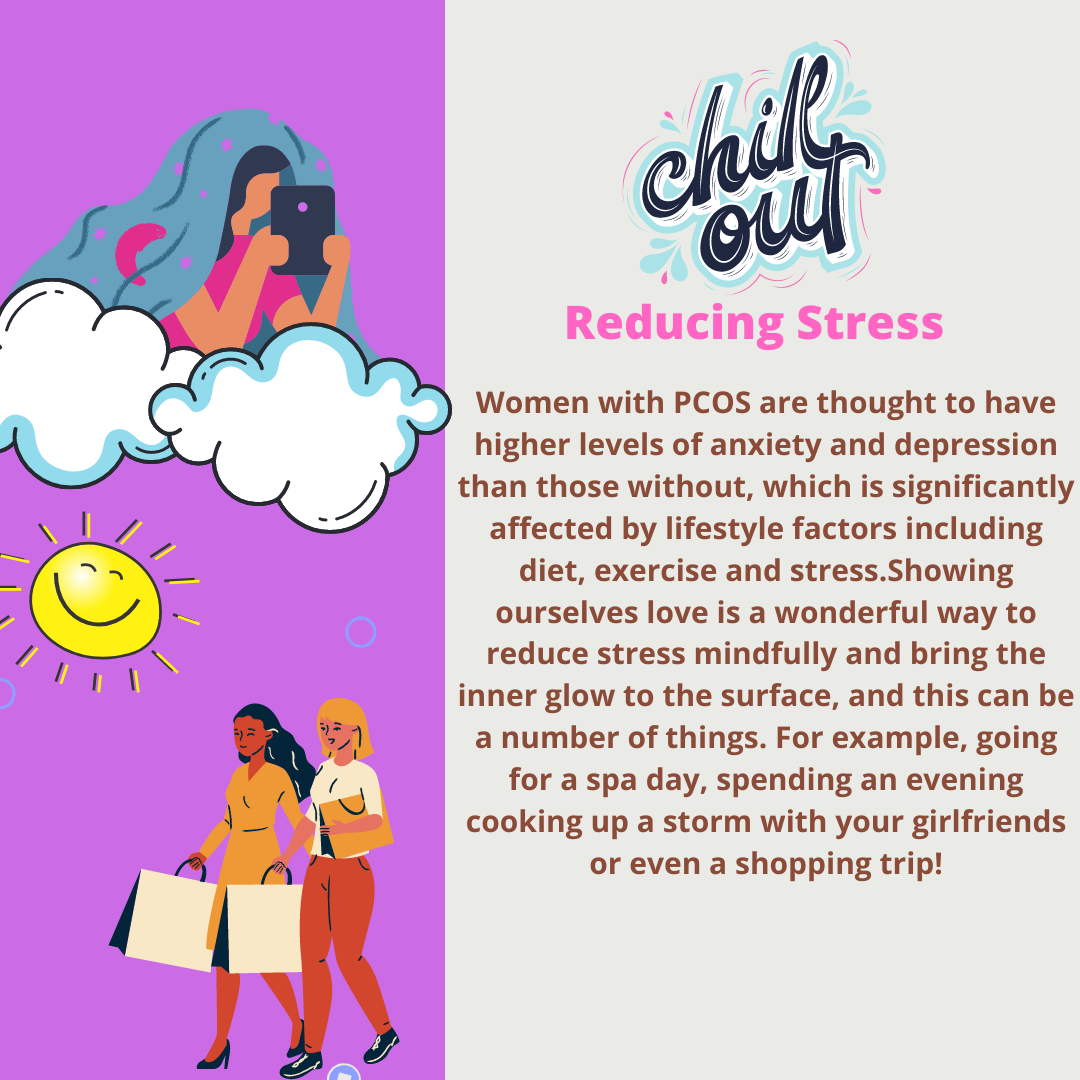 chill
out
Reducing Stress
Women with PCOS are thought to have
higher levels of anxiety and depression
than those without, which is significantly
affected by lifestyle factors including
diet, exercise and stress.Showing
ourselves love is a wonderful way to
reduce stress mindfully and bring the
inner glow to the surface, and this can be
a number of things. For example, going
for a spa day, spending an evening
cooking up a storm with your girlfriends
or even a shopping trip!